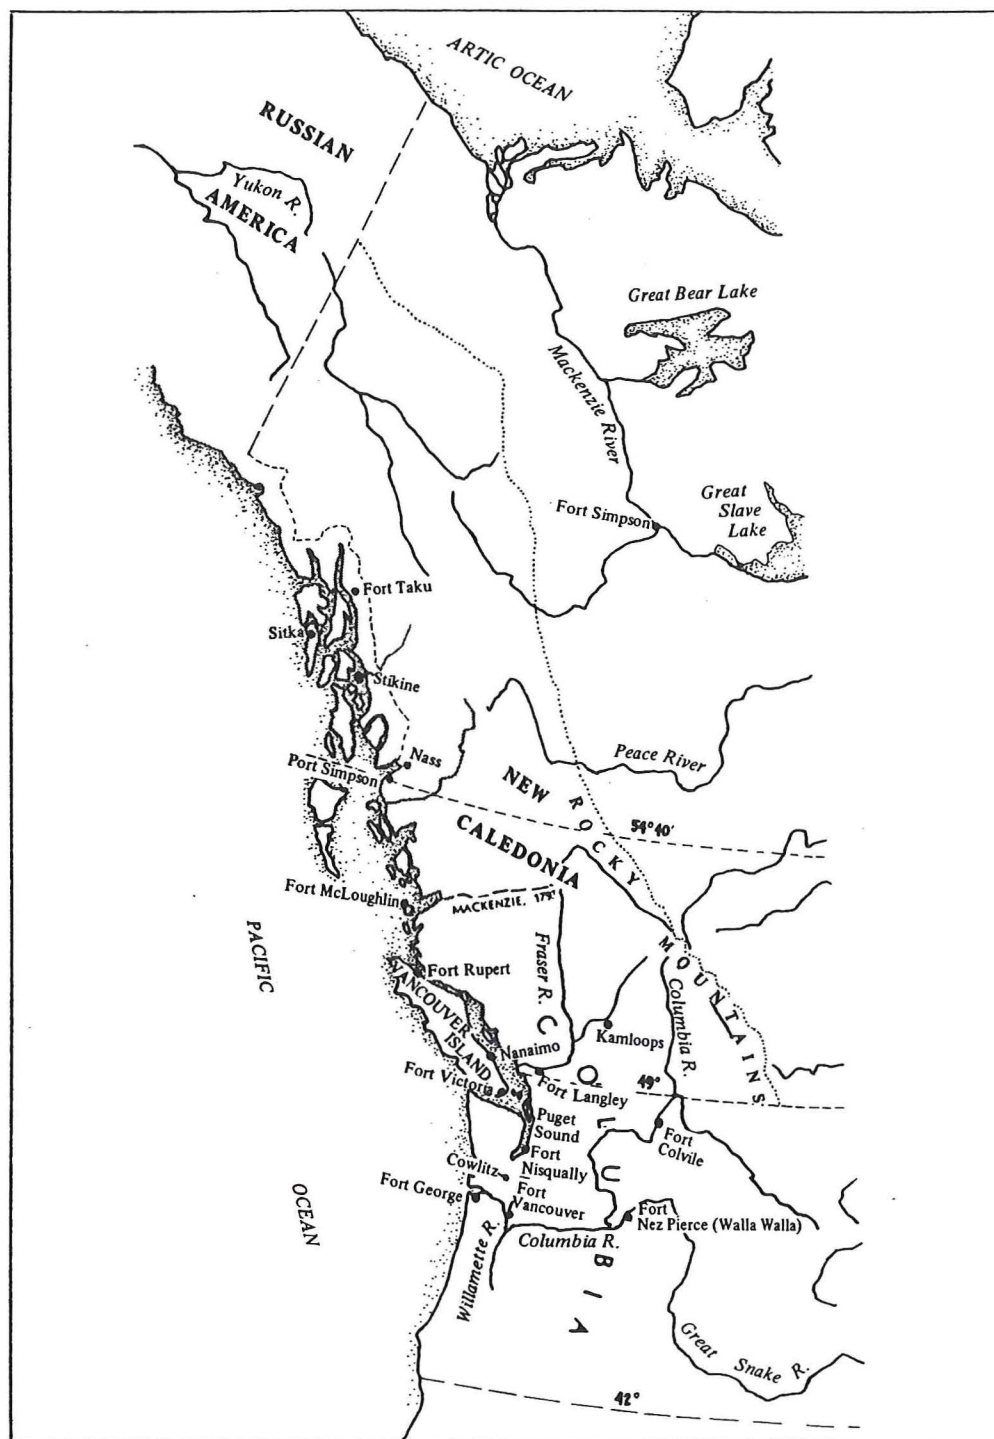 ARTIC OCEAN
RUSSIAN
Yukon R.
AMERICA
Great Bear Lake
Mackenzie River
Great
Slave
Lake
Fort Simpson
Fort Taku
Sitka
Stikine
Nass
Port Simpson
Peace River
NEW
CALEDONIA
ROCKY
MOUNTAINS
54°40'
Fort McLoughlin
MACKENZIE, 179
PACIFIC
OCEAN
Fort Rupert
Fraser R.
Columbia R.
VANCOUVER
ISLAND
Kamloops
Nanaimo
Fort Victoria
Fort Langley
49°
COLUMBIA
Puget
Sound
Fort
Colvile
Fort
Nisqually
Cowlitz
Fort George
Fort
Vancouver
Fort
Nez Pierce (Walla Walla)
Columbia R.
Willamette R.
Great Snake R.
42°